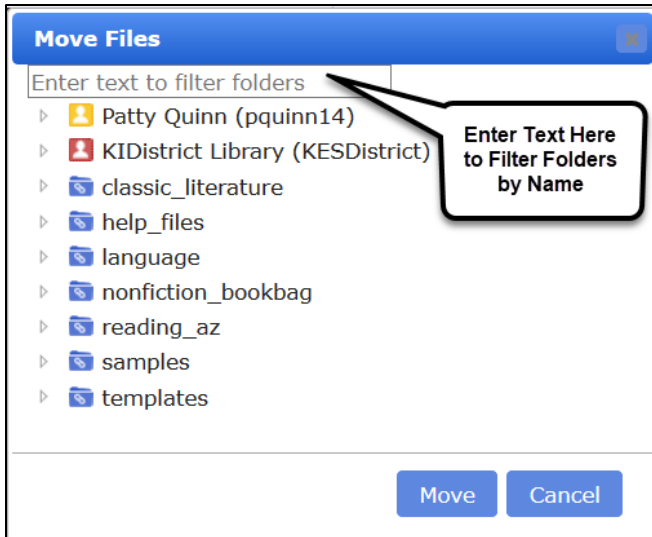 Move Files
Enter text to filter folders
Patty Quinn (pquinn14)
KIDistrict Library (KESDistrict)
classic_literature
help_files
language
nonfiction_bookbag
reading_az
samples
templates
Enter Text Here
to Filter Folders
by Name
Move Cancel